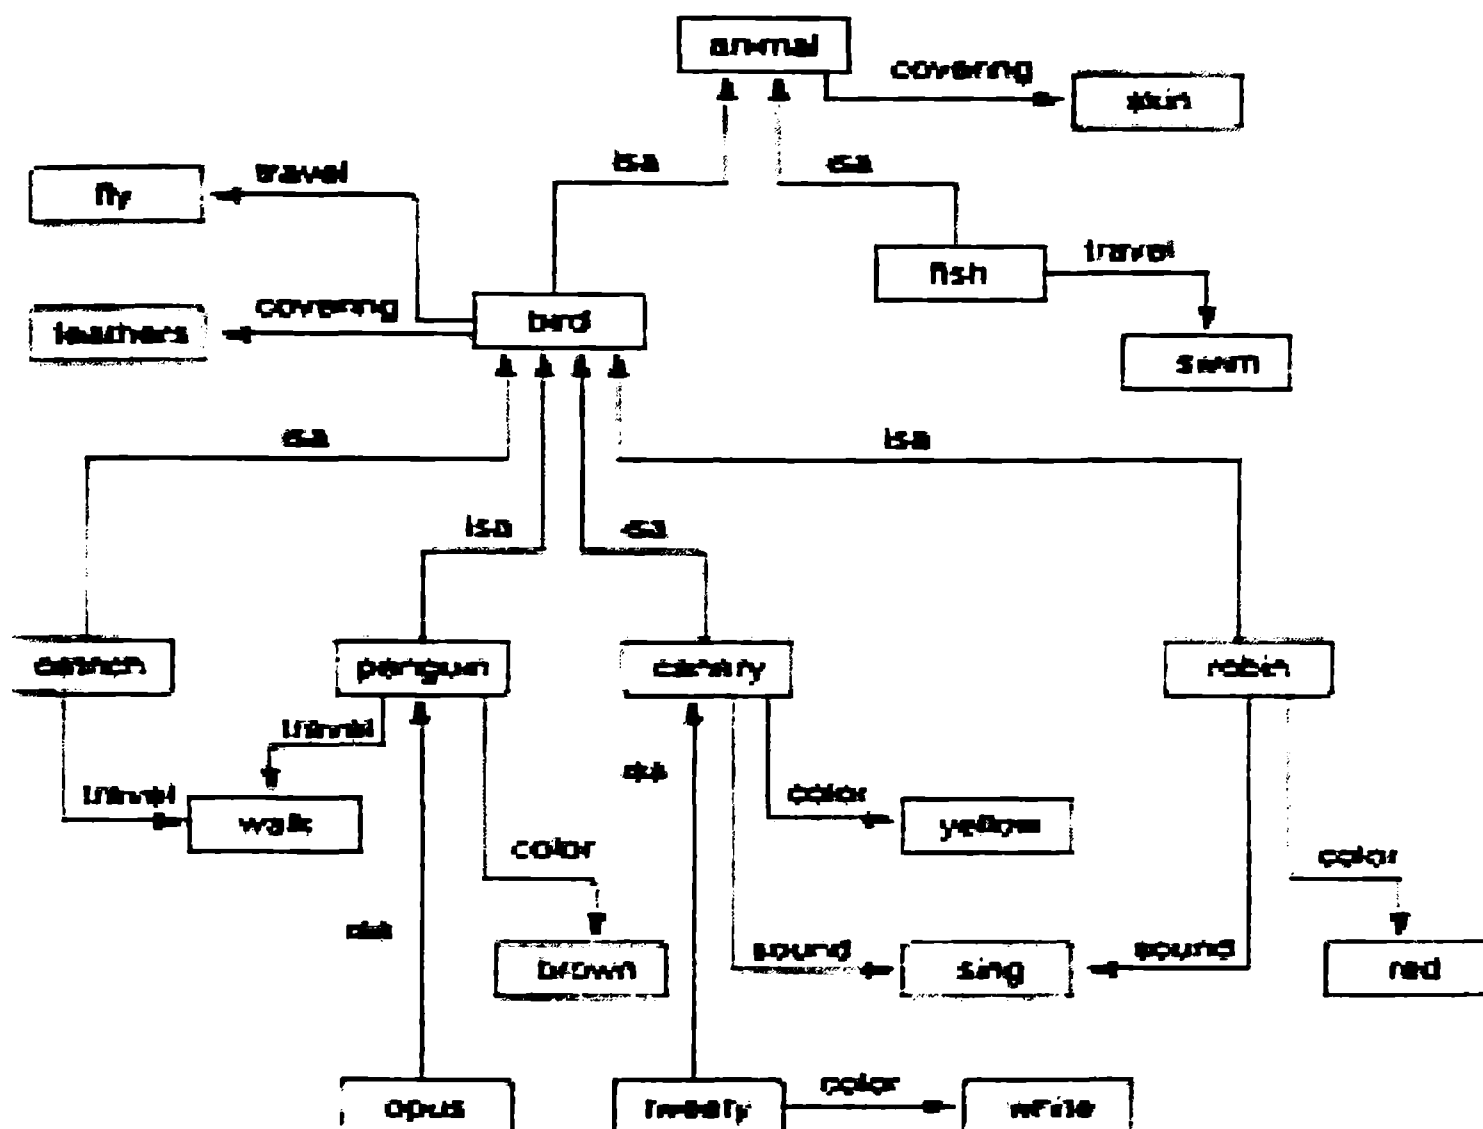 animal
covering
skin
isa
isa
fly
travel
fish
travel
feathers
covering
bird
swim
isa
isa
isa
isa
ostrich
penguin
canary
robin
travel
travel
walk
isa
color
yellow
color
color
isa
brown
sound
sing
sound
red
opus
tweety
color
white